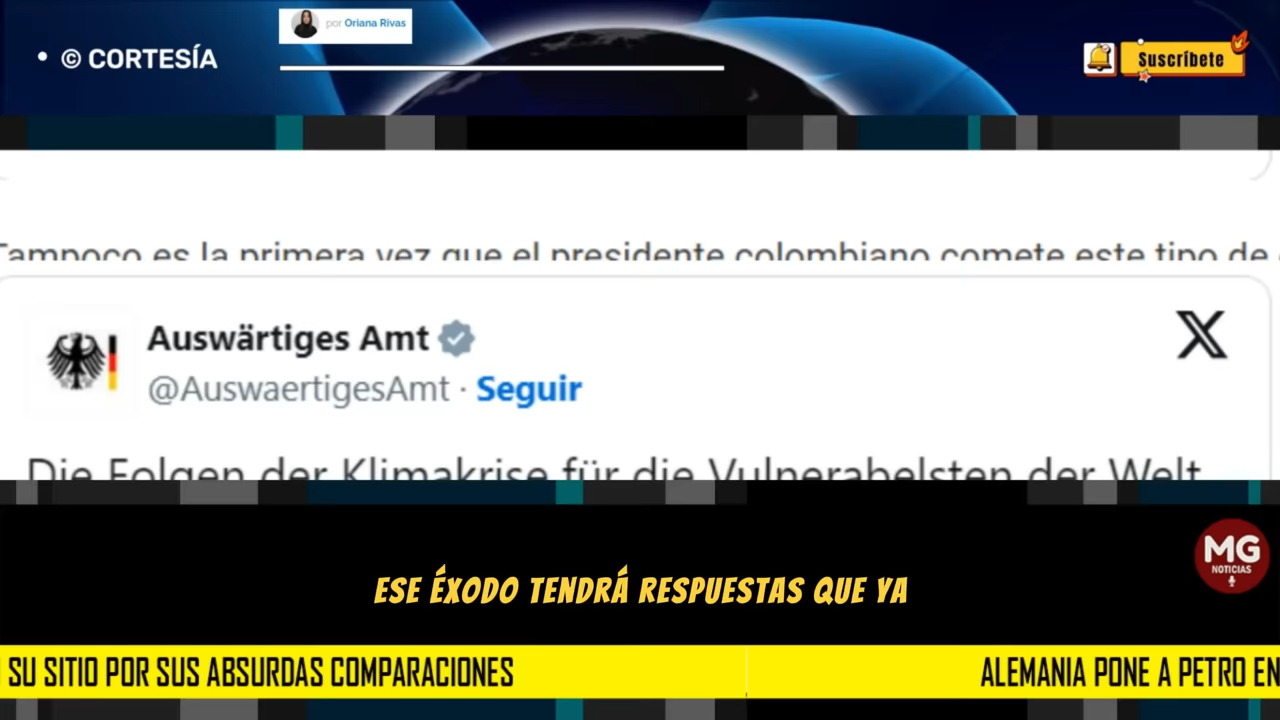 por Oriana Rivas
• © CORTESÍA
Suscríbete
Tampoco es la primera vez que el presidente colombiano comete este tipo de
Auswärtiges Amt
X
@AuswaertigesAmt · Seguir
Die Folgen der Klimakrise für die Vulnerabelsten der Welt
MG
NOTICIAS
ESE ÉXODO TENDRÁ RESPUESTAS QUE YA
SU SITIO POR SUS ABSURDAS COMPARACIONES
ALEMANIA PONE A PETRO EN